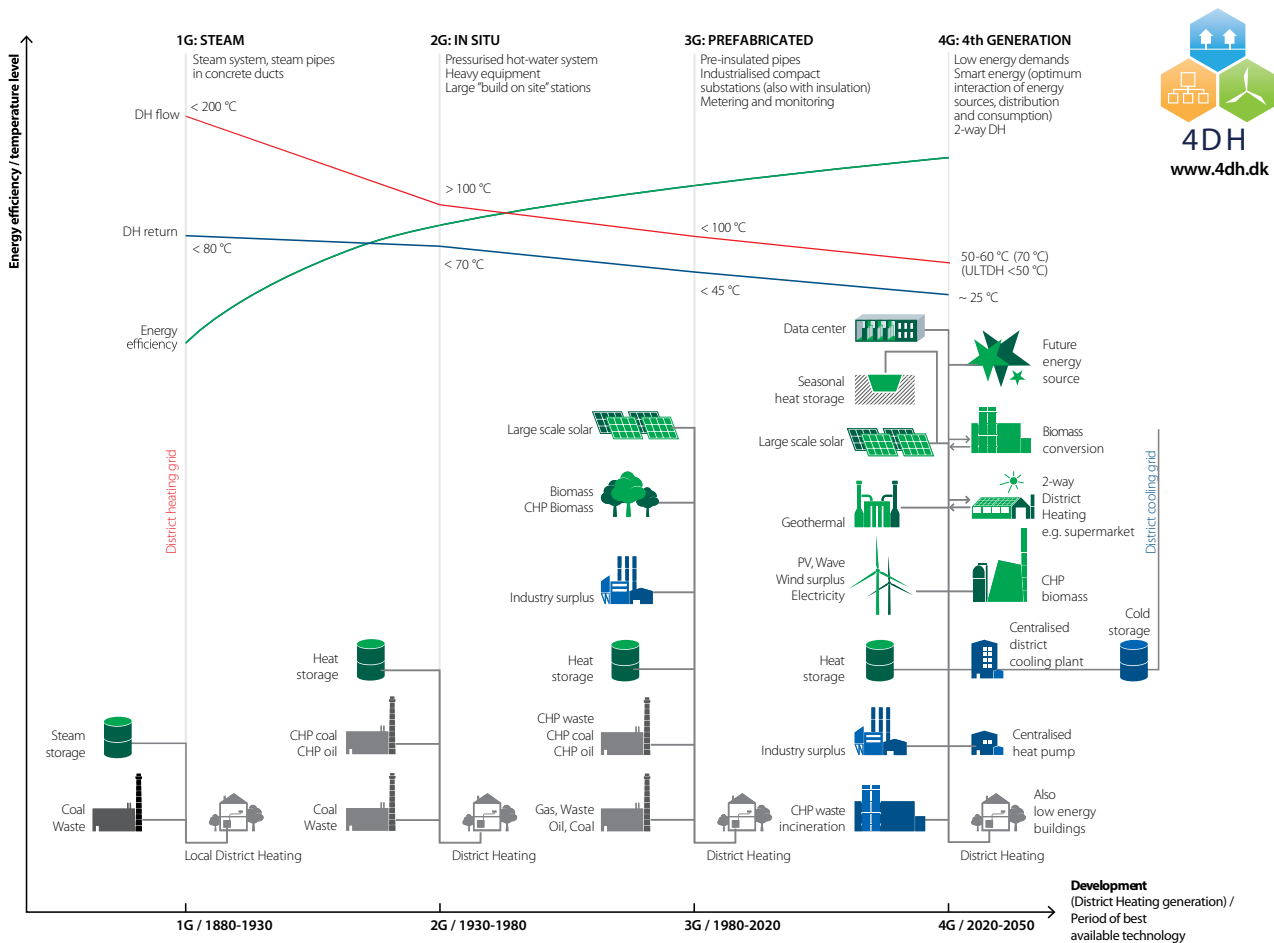 1G: STEAM
Steam system, steam pipes
in concrete ducts
2G: IN SITU
Pressurised hot-water system
Heavy equipment
Large "build on site" stations
3G: PREFABRICATED
Pre-insulated pipes
Industrialised compact
substations (also with insulation)
Metering and monitoring
4G: 4th GENERATION
Low energy demands
Smart energy (optimum
interaction of energy
sources, distribution
and consumption)
2-way DH
4DH
www.4dh.dk
Energy efficiency / temperature level
DH flow
< 200 °C
> 100 °C
< 100 °C
50-60 °C (70 °C)
(ULTDH <50 °C)
DH return
< 80 °C
< 70 °C
< 45 °C
~ 25 °C
Energy
efficiency
District heating grid
Steam
storage
Coal
Waste
Local District Heating
Heat
storage
CHP coal
CHP oil
Coal
Waste
District Heating
Large scale solar
Biomass
CHP Biomass
Industry surplus
Heat
storage
CHP waste
CHP coal
CHP oil
Gas, Waste
Oil, Coal
District Heating
Data center
Seasonal
heat storage
Large scale solar
Geothermal
PV, Wave
Wind surplus
Electricity
Heat
storage
Industry surplus
CHP waste
incineration
Future
energy
source
Biomass
conversion
2-way
District
Heating
e.g. supermarket
CHP
biomass
Centralised
district
cooling plant
Cold
storage
Centralised
heat pump
Also
low energy
buildings
District Heating
District cooling grid
1G / 1880-1930
2G / 1930-1980
3G / 1980-2020
4G / 2020-2050
Development
(District Heating generation) /
Period of best
available technology